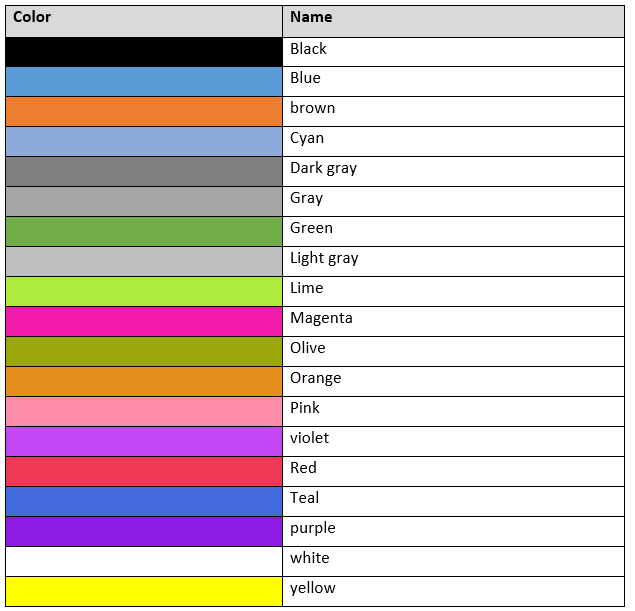 Color Name
Black
Blue
brown
Cyan
Dark gray
Gray
Green
Light gray
Lime
Magenta
Olive
Orange
Pink
violet
Red
Teal
purple
white
yellow